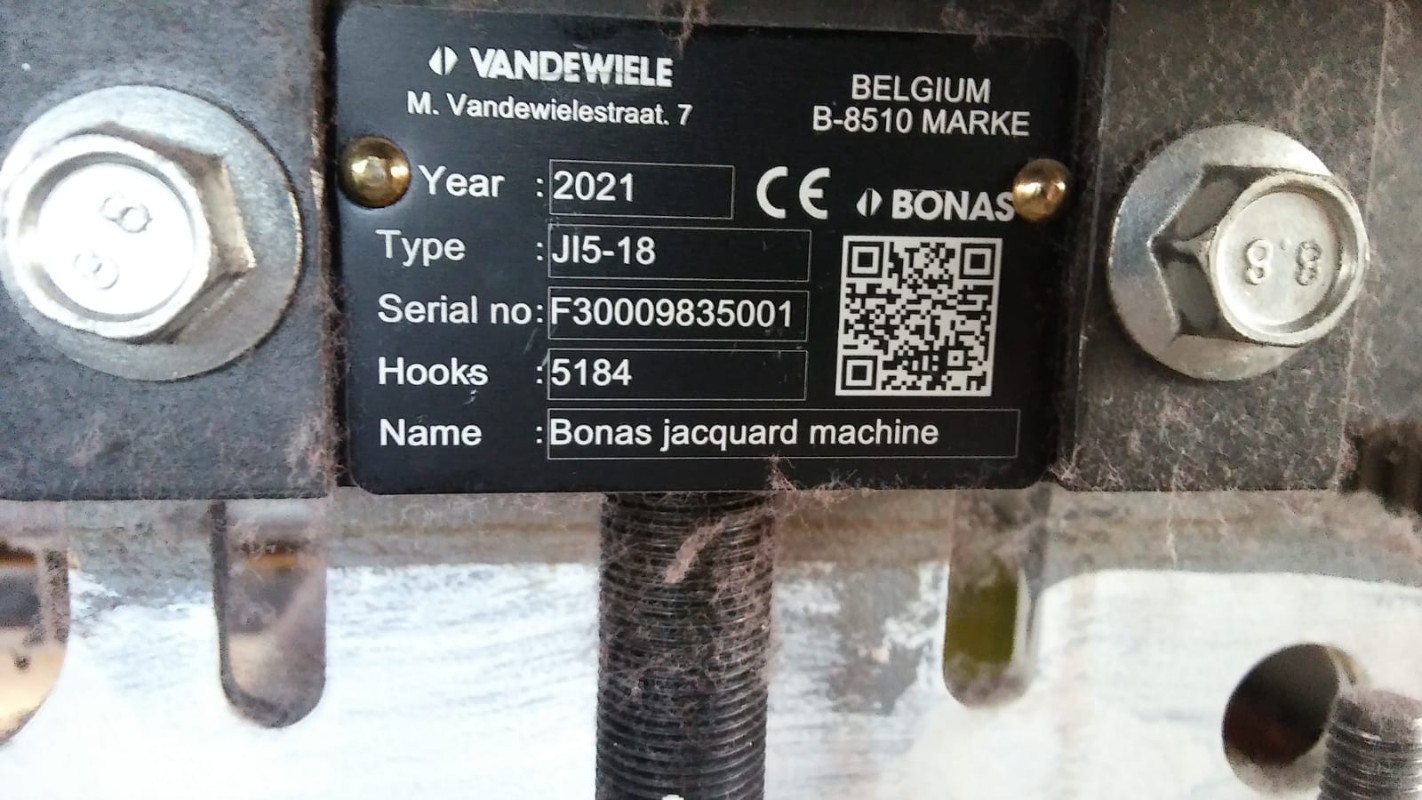 VANDEWIELE
M. Vandewielestraat. 7
BELGIUM
B-8510 MARKE
Year : 2021
CE
BONAS
Type : JI5-18
Serial no: F30009835001
Hooks : 5184
Name : Bonas jacquard machine
8.8
8.8